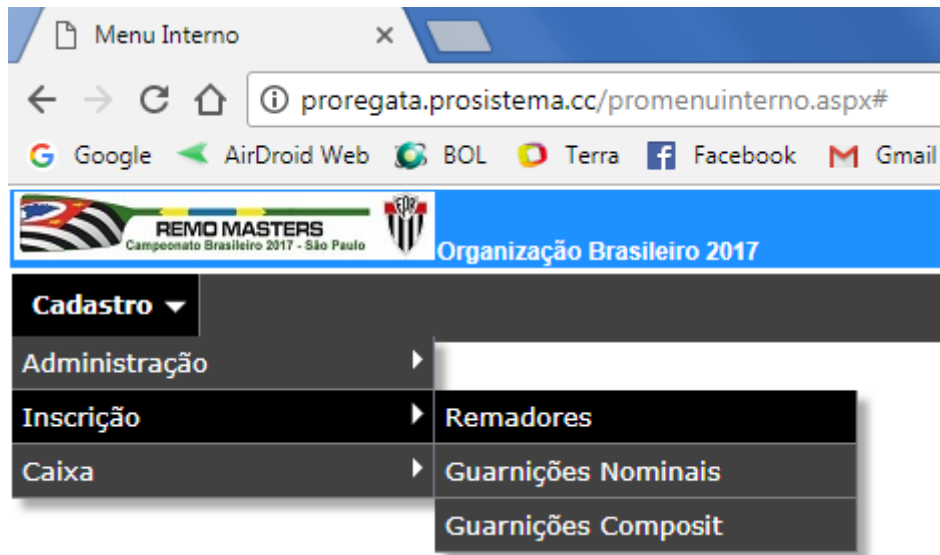 Menu Interno
proregata.prosistema.cc/promenuinterno.aspx#
Google AirDroid Web BOL Terra Facebook Gmail
REMO MASTERS
Campeonato Brasileiro 2017 - São Paulo
EPR
Organização Brasileiro 2017
Cadastro
Administração
Inscrição Remadores
Caixa Guarnições Nominais
Guarnições Composit